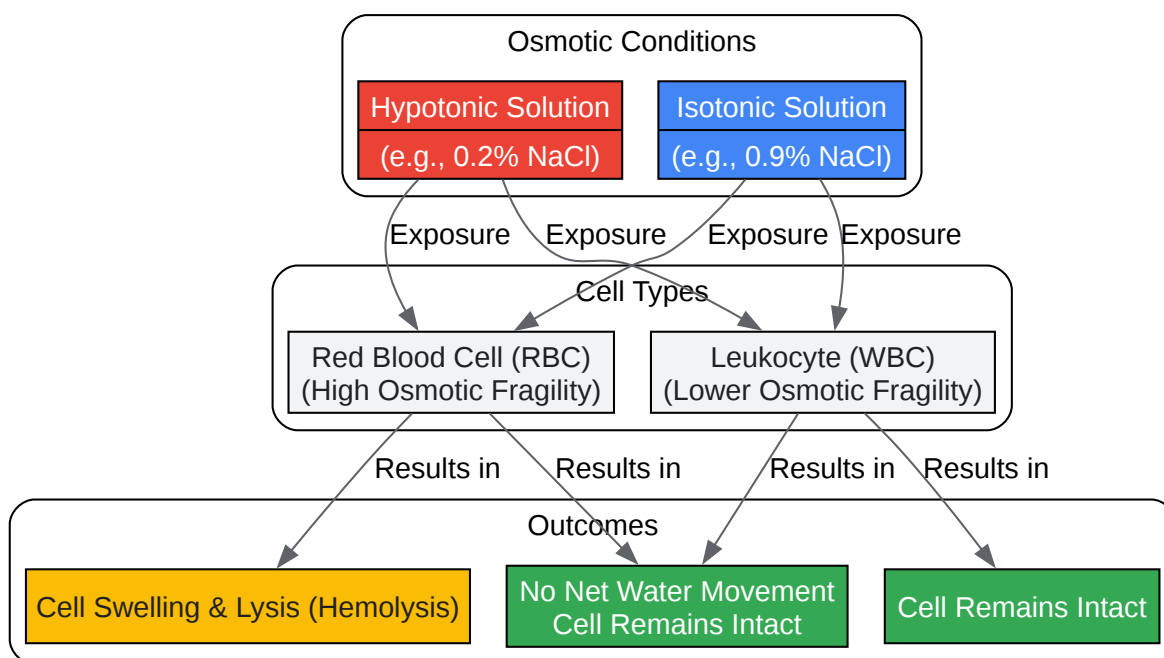 Osmotic Conditions
Hypotonic Solution
(e.g., 0.2% NaCl)
Isotonic Solution
(e.g., 0.9% NaCl)
Exposure
Exposure
Exposure
Exposure
Cell Types
Red Blood Cell (RBC)
(High Osmotic Fragility)
Leukocyte (WBC)
(Lower Osmotic Fragility)
Results in
Results in
Results in
Results in
Outcomes
Cell Swelling & Lysis (Hemolysis)
No Net Water Movement
Cell Remains Intact
Cell Remains Intact